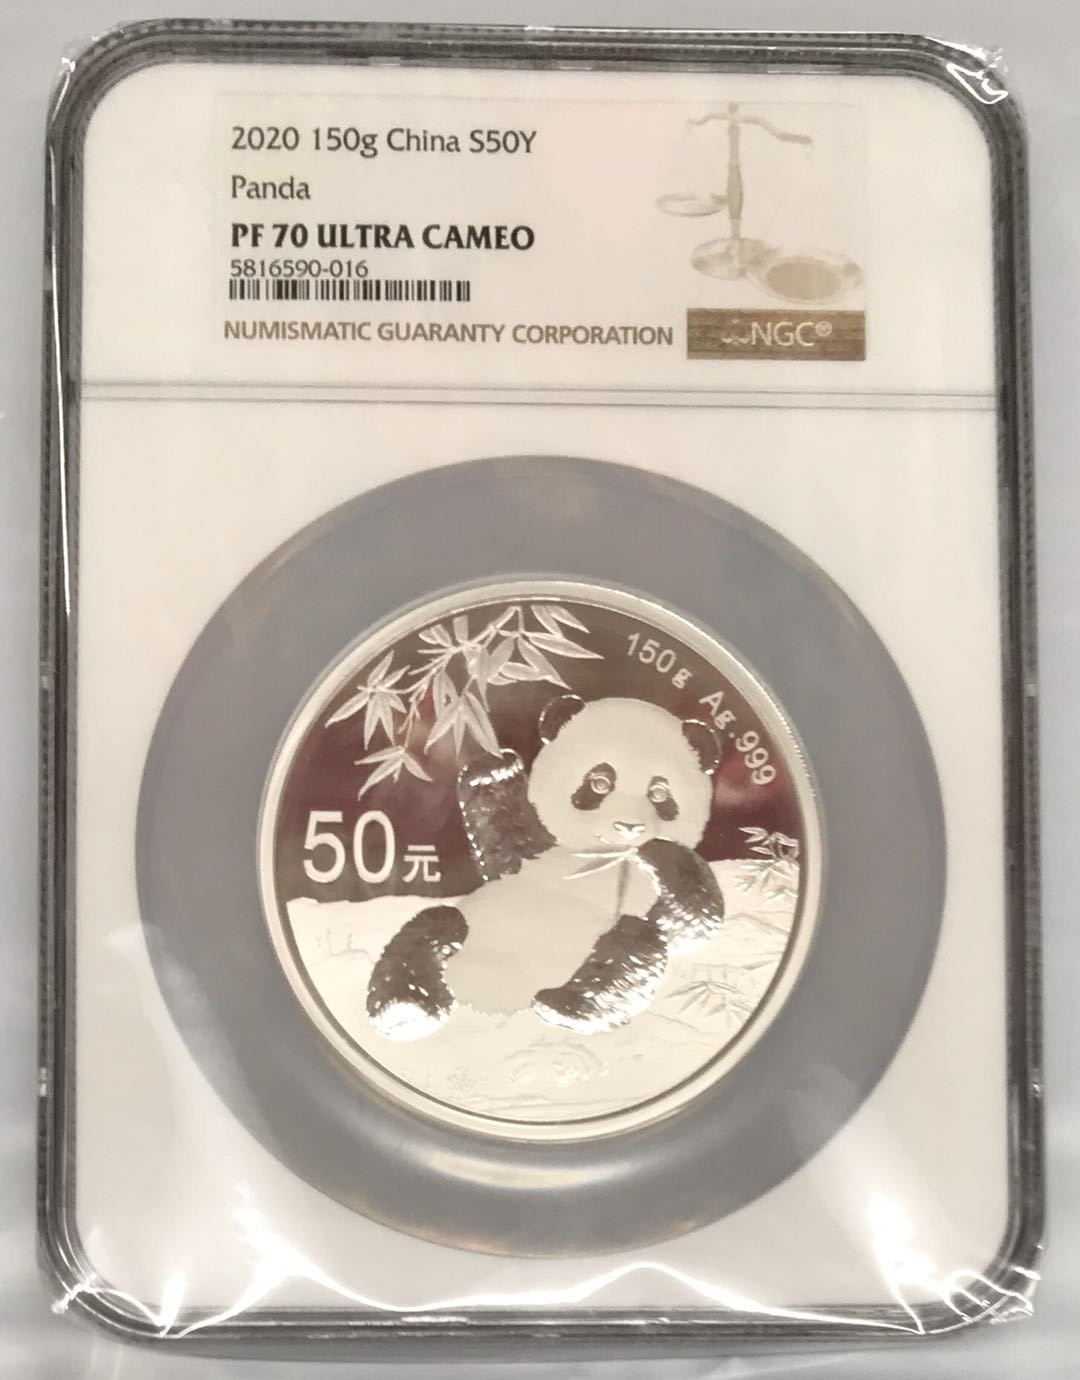 2020 150g China S50Y
Panda
PF 70 ULTRA CAMEO
5816590-016
NUMISMATIC GUARANTY CORPORATION
NGC®
150g Ag.999
50元